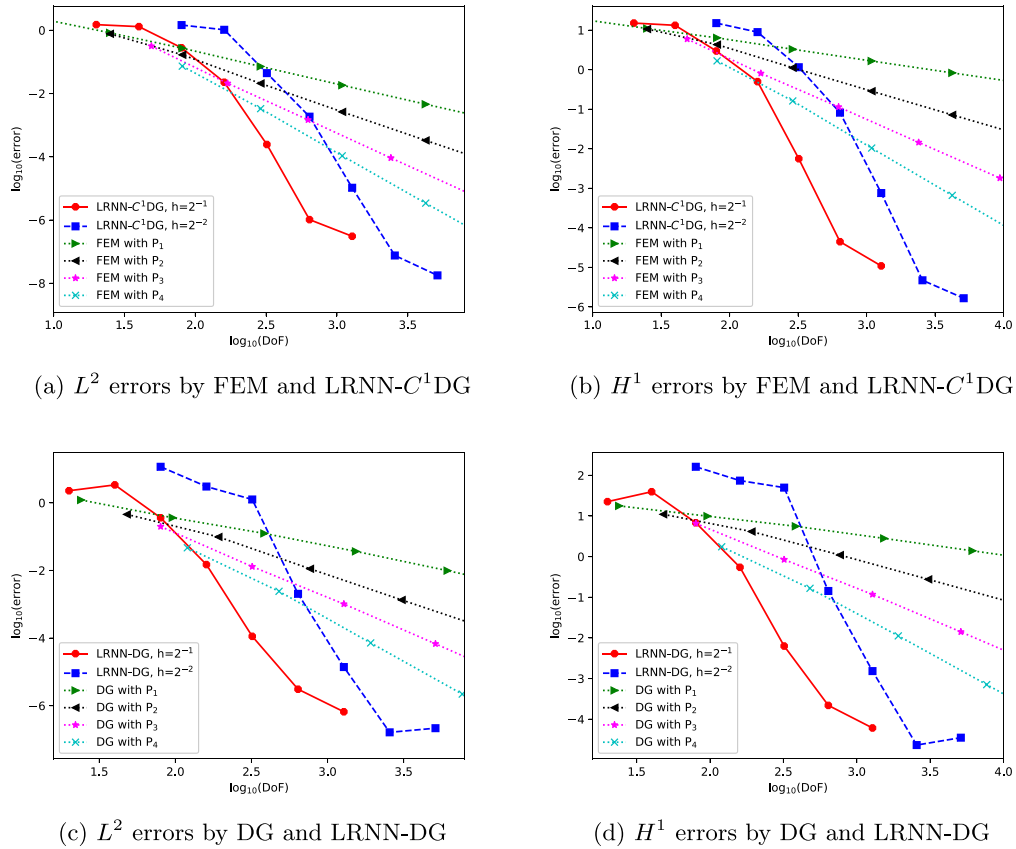 log₁₀(error)
0
−2
−4
−6
−8
LRNN-C¹DG, h=2⁻¹
LRNN-C¹DG, h=2⁻²
FEM with P₁
FEM with P₂
FEM with P₃
FEM with P₄
1.0 1.5 2.0 2.5 3.0 3.5
log₁₀(DoF)
(a) L² errors by FEM and LRNN-C¹DG
log₁₀(error)
1
0
−1
−2
−3
−4
−5
−6
LRNN-C¹DG, h=2⁻¹
LRNN-C¹DG, h=2⁻²
FEM with P₁
FEM with P₂
FEM with P₃
FEM with P₄
1.0 1.5 2.0 2.5 3.0 3.5 4.0
log₁₀(DoF)
(b) H¹ errors by FEM and LRNN-C¹DG
log₁₀(error)
0
−2
−4
−6
LRNN-DG, h=2⁻¹
LRNN-DG, h=2⁻²
DG with P₁
DG with P₂
DG with P₃
DG with P₄
1.5 2.0 2.5 3.0 3.5
log₁₀(DoF)
(c) L² errors by DG and LRNN-DG
log₁₀(error)
2
1
0
−1
−2
−3
−4
LRNN-DG, h=2⁻¹
LRNN-DG, h=2⁻²
DG with P₁
DG with P₂
DG with P₃
DG with P₄
1.5 2.0 2.5 3.0 3.5 4.0
log₁₀(DoF)
(d) H¹ errors by DG and LRNN-DG